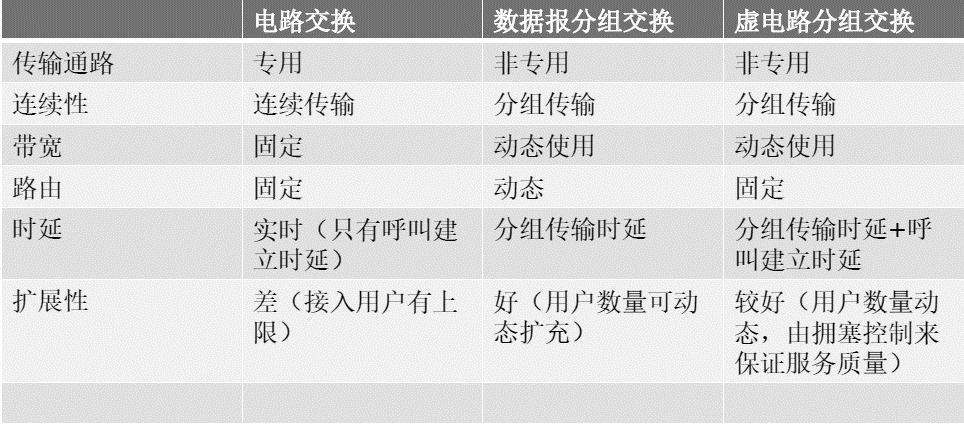 电路交换 数据报分组交换 虚电路分组交换
传输通路 专用 非专用 非专用
连续性 连续传输 分组传输 分组传输
带宽 固定 动态使用 动态使用
路由 固定 动态 固定
时延 实时（只有呼叫建 分组传输时延 分组传输时延+呼
立时延） 叫建立时延
扩展性 差（接入用户有上 好（用户数量可动 较好（用户数量动
限） 态扩充） 态，由拥塞控制来
保证服务质量）